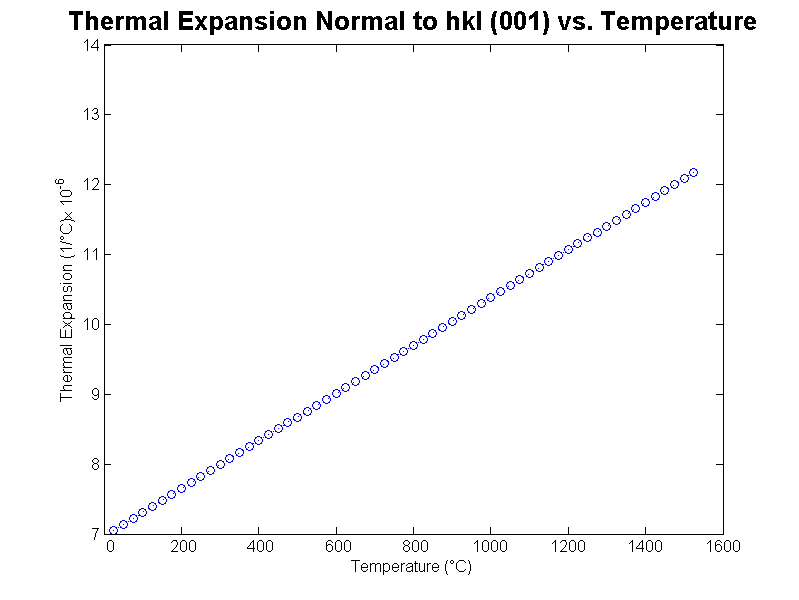 Thermal Expansion Normal to hkl (001) vs. Temperature
14
13
12
11
10
9
8
7
Thermal Expansion (1/°C)x 10-6
0 200 400 600 800 1000 1200 1400 1600
Temperature (°C)